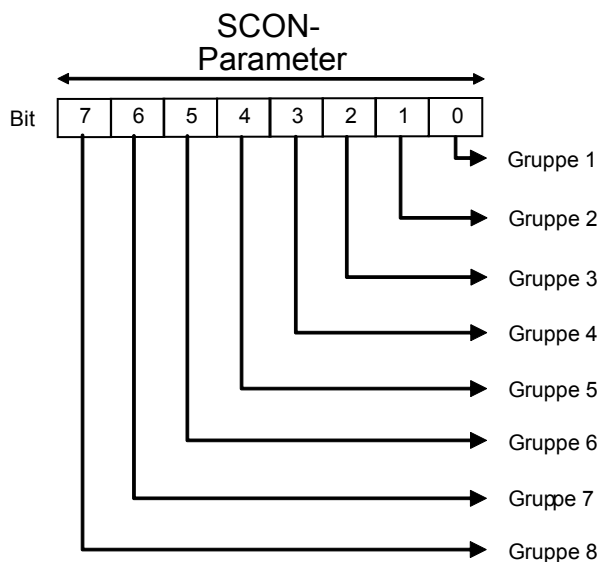 SCON-
Parameter
Bit 7 6 5 4 3 2 1 0
Gruppe 1
Gruppe 2
Gruppe 3
Gruppe 4
Gruppe 5
Gruppe 6
Gruppe 7
Gruppe 8